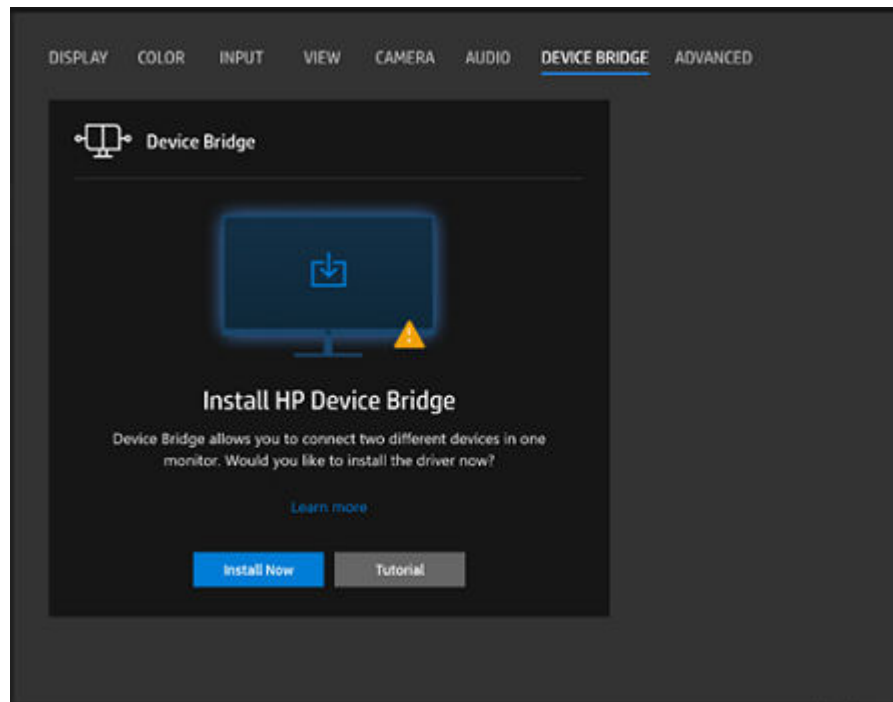 DISPLAY COLOR INPUT VIEW CAMERA AUDIO DEVICE BRIDGE ADVANCED
Device Bridge
Install HP Device Bridge
Device Bridge allows you to connect two different devices in one
monitor. Would you like to install the driver now?
Learn more
Install Now Tutorial